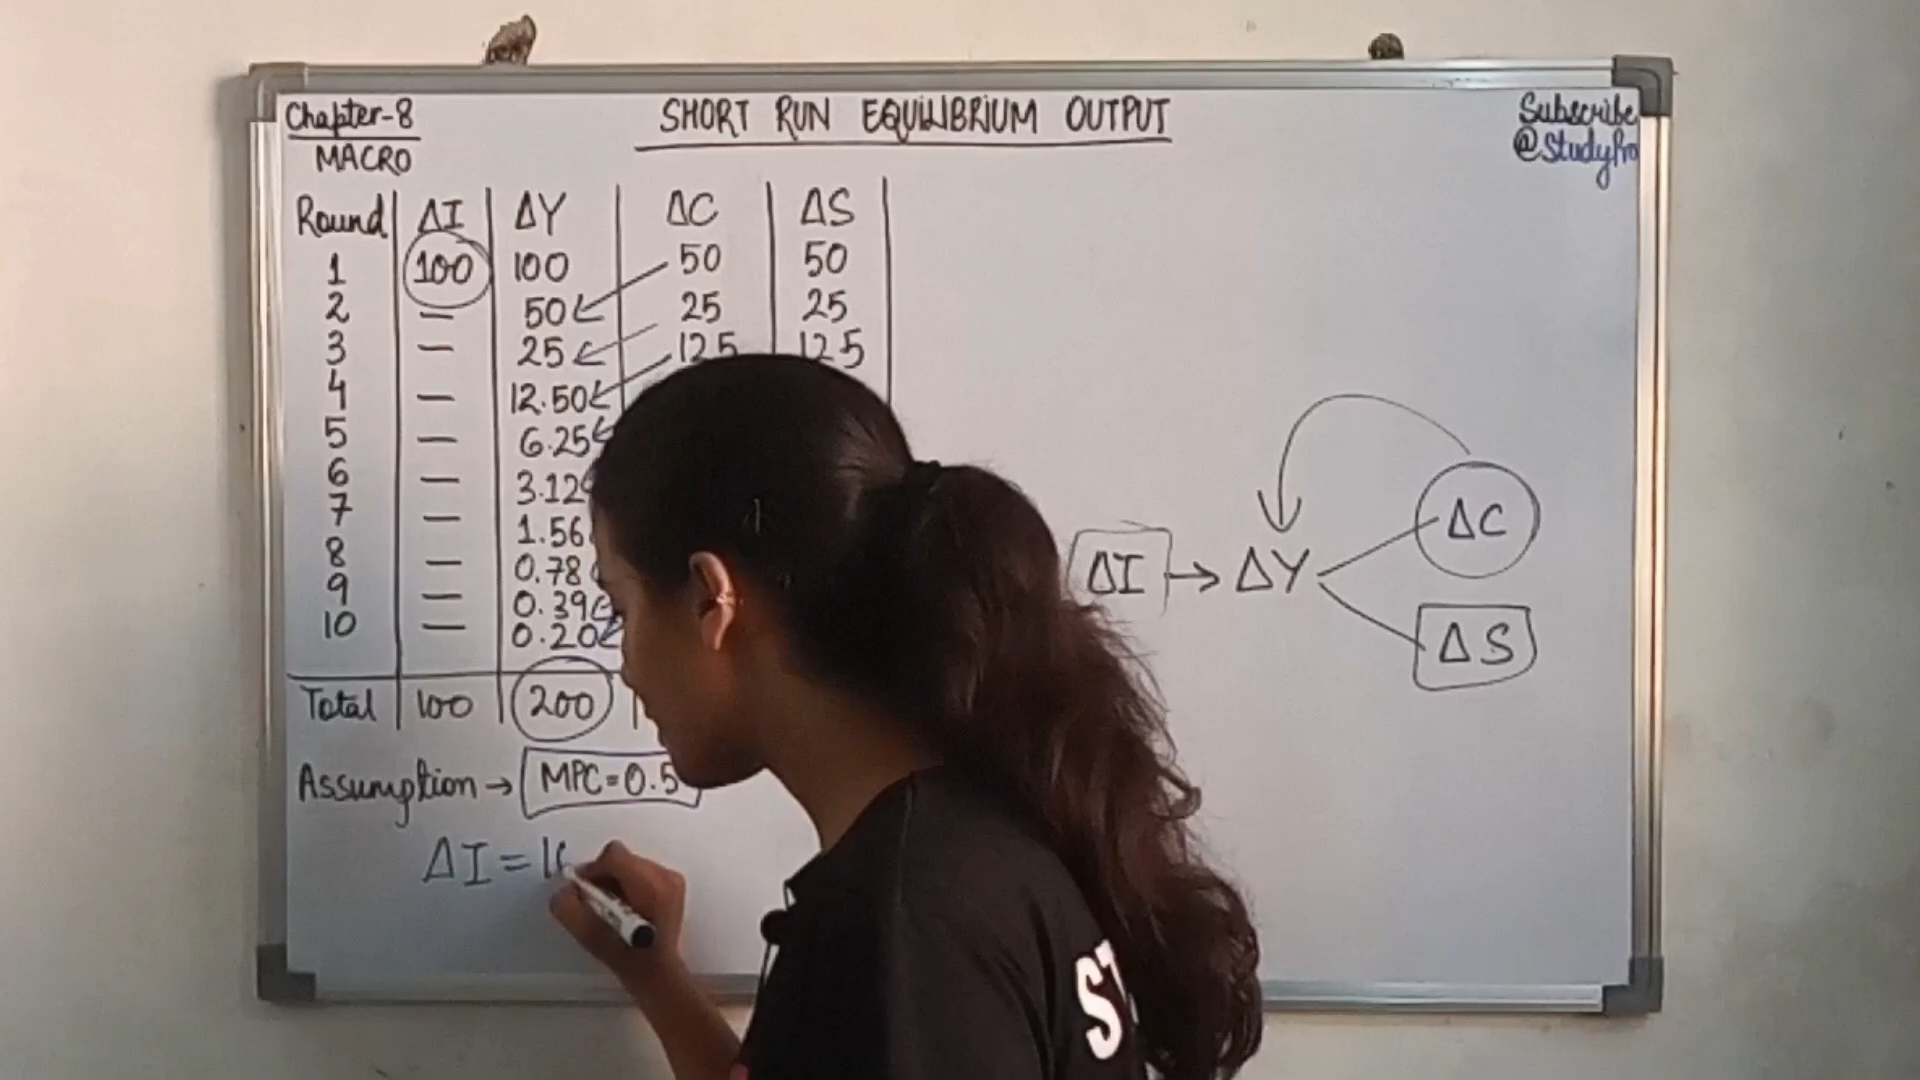 Chapter-8
MACRO
SHORT RUN EQUILIBRIUM OUTPUT
Subscribe
@StudyPro
Round ΔI ΔY ΔC ΔS
1 100 100 50 50
2 — 50 25 25
3 — 25 12.5 12.5
4 — 12.50
5 — 6.25
6 — 3.12
7 — 1.56
8 — 0.78
9 — 0.39
10 — 0.20
Total 100 200
Assumption → MPC=0.5
ΔI =
ΔI → ΔY
ΔC
ΔS